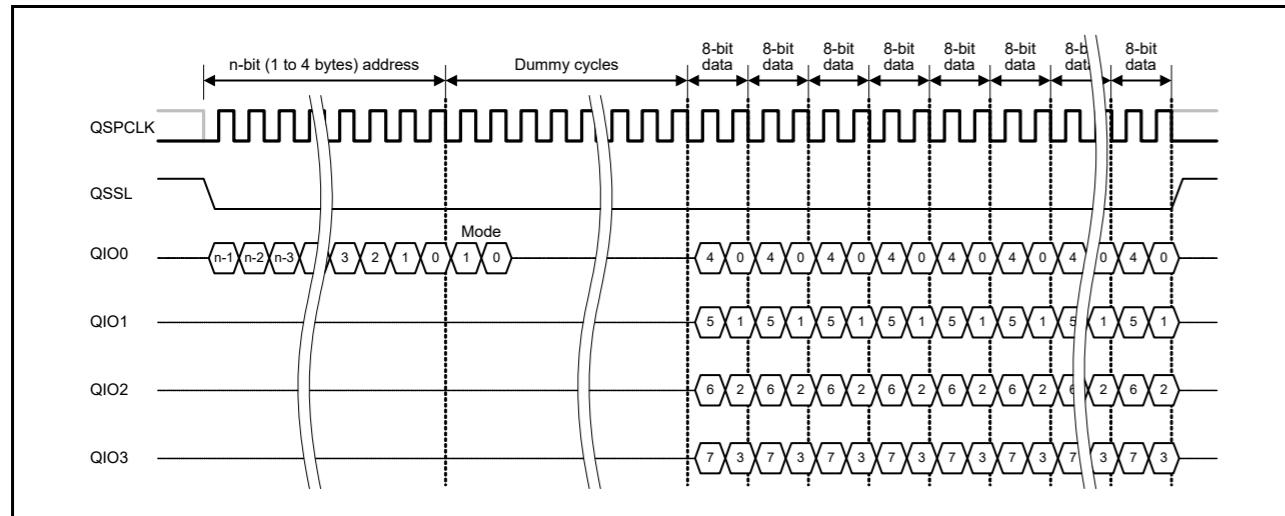 8-bit data 8-bit data 8-bit data 8-bit data 8-bit data 8-bit data 8-bit data 8-bit data
n-bit (1 to 4 bytes) address Dummy cycles
QSPCLK
QSSL
Mode
QIO0 n-1 n-2 n-3 3 2 1 0 1 0 4 0 4 0 4 0 4 0 4 0 4 0 4 0 4 0
QIO1 5 1 5 1 5 1 5 1 5 1 5 1 5 1 5 1
QIO2 6 2 6 2 6 2 6 2 6 2 6 2 6 2 6 2
QIO3 7 3 7 3 7 3 7 3 7 3 7 3 7 3 7 3